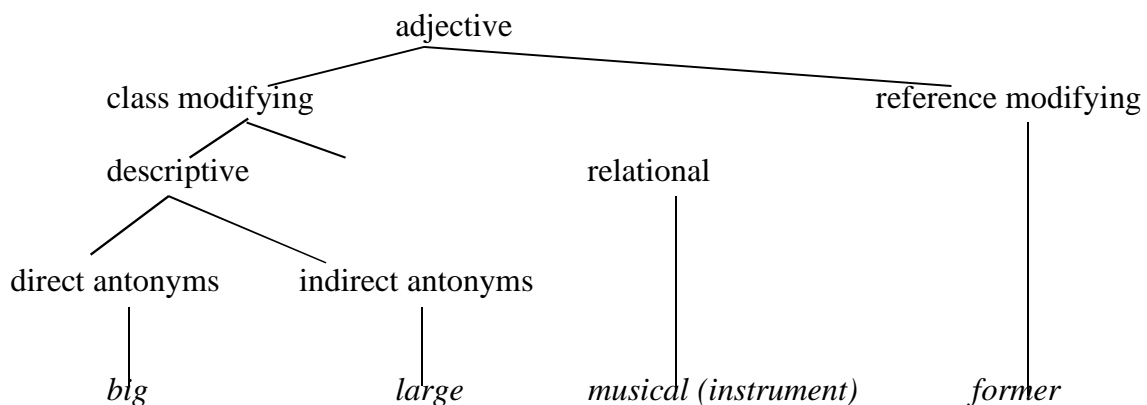 adjective
class modifying reference modifying
descriptive relational
direct antonyms indirect antonyms
big large musical (instrument) former